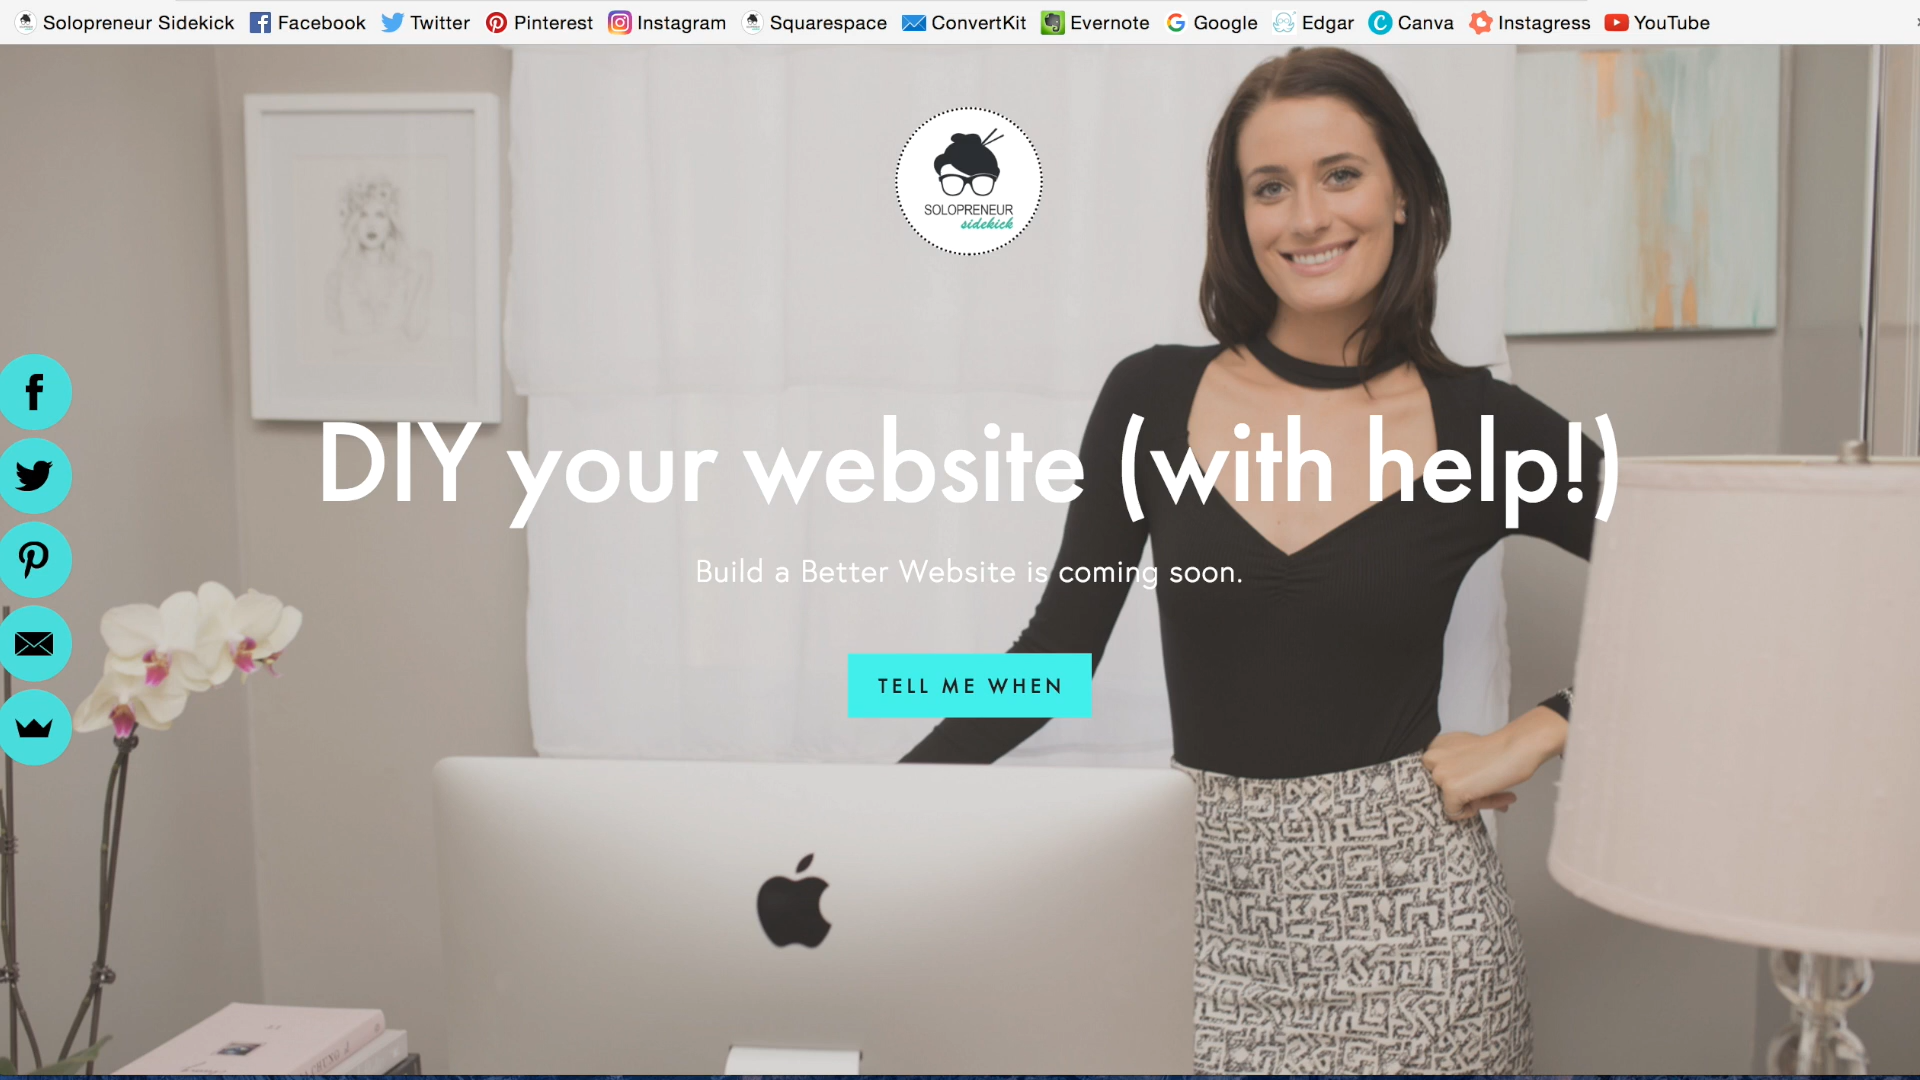 Solopreneur Sidekick Facebook Twitter Pinterest Instagram Squarespace ConvertKit Evernote Google Edgar Canva Instagress YouTube
SOLOPRENEUR
sidekick
DIY your website (with help!)
Build a Better Website is coming soon.
TELL ME WHEN